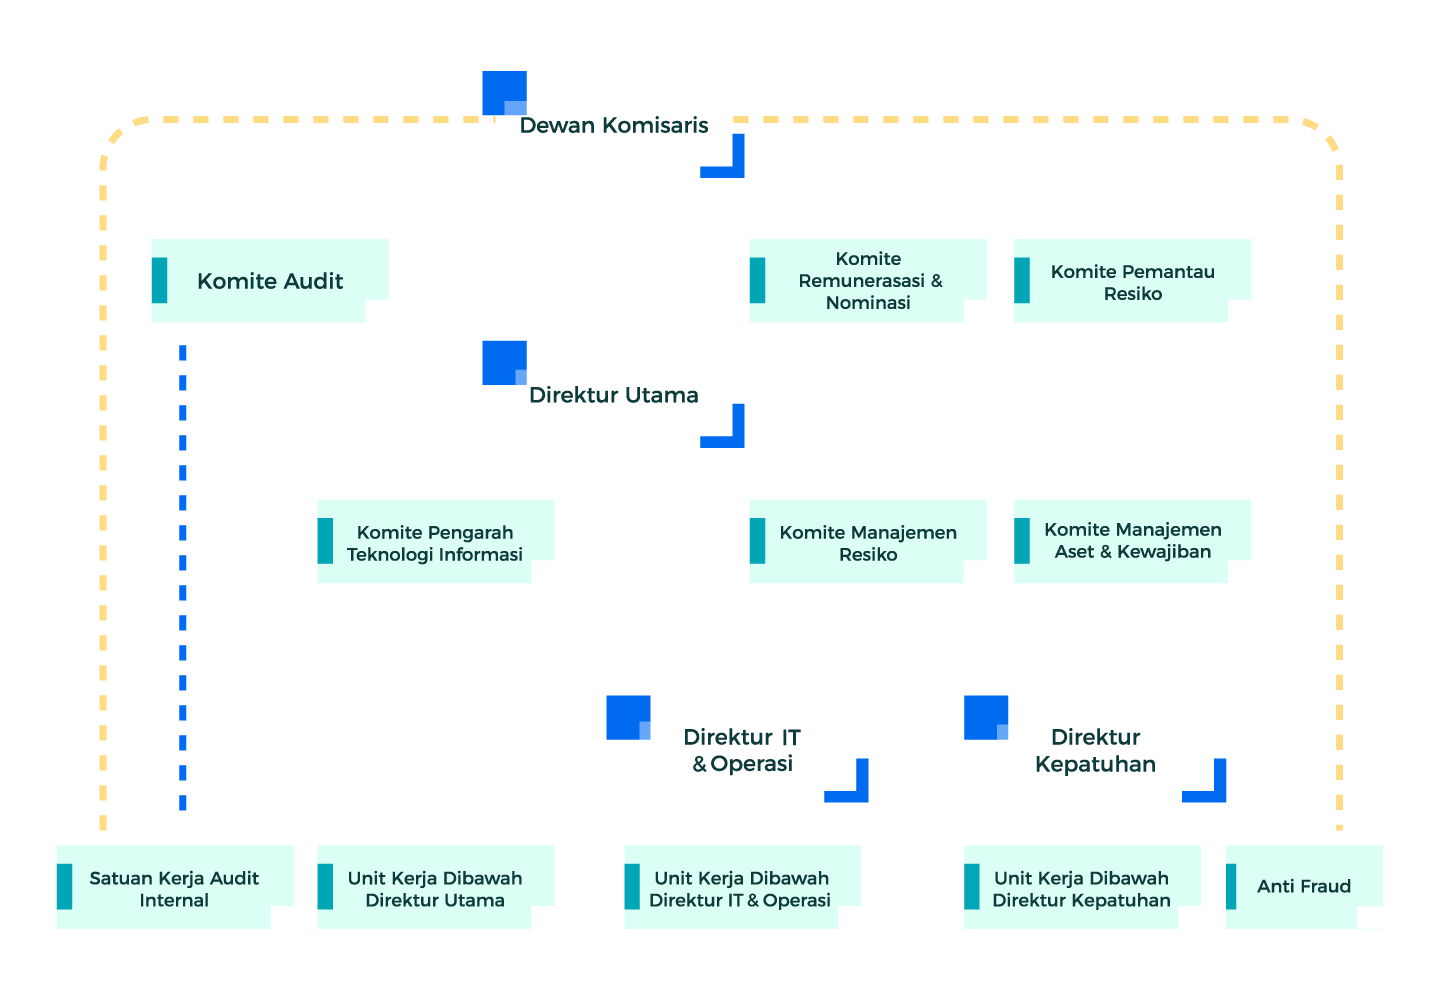 Dewan Komisaris
Komite Audit
Komite
Remunerasasi &
Nominasi
Komite Pemantau
Resiko
Direktur Utama
Komite Pengarah
Teknologi Informasi
Komite Manajemen
Resiko
Komite Manajemen
Aset & Kewajiban
Direktur IT
& Operasi
Direktur
Kepatuhan
Satuan Kerja Audit
Internal
Unit Kerja Dibawah
Direktur Utama
Unit Kerja Dibawah
Direktur IT & Operasi
Unit Kerja Dibawah
Direktur Kepatuhan
Anti Fraud